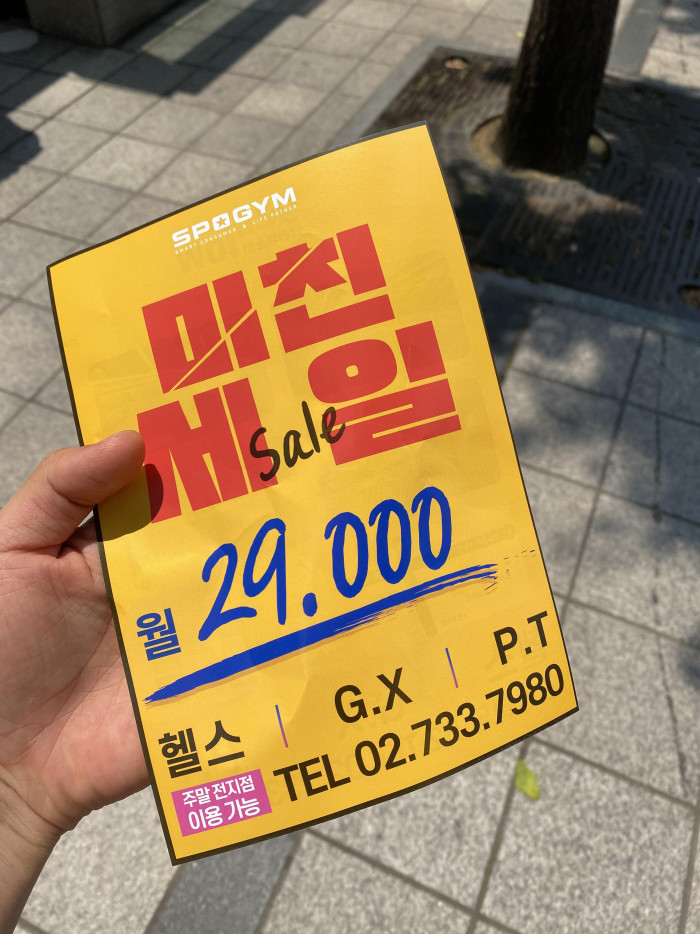 SPOGYM
SMART CONSUMER & LIFE PATNER
미친
세일
Sale
월 29.000
헬스 | G.X | P.T
주말 전지점
이용 가능
TEL 02.733.7980